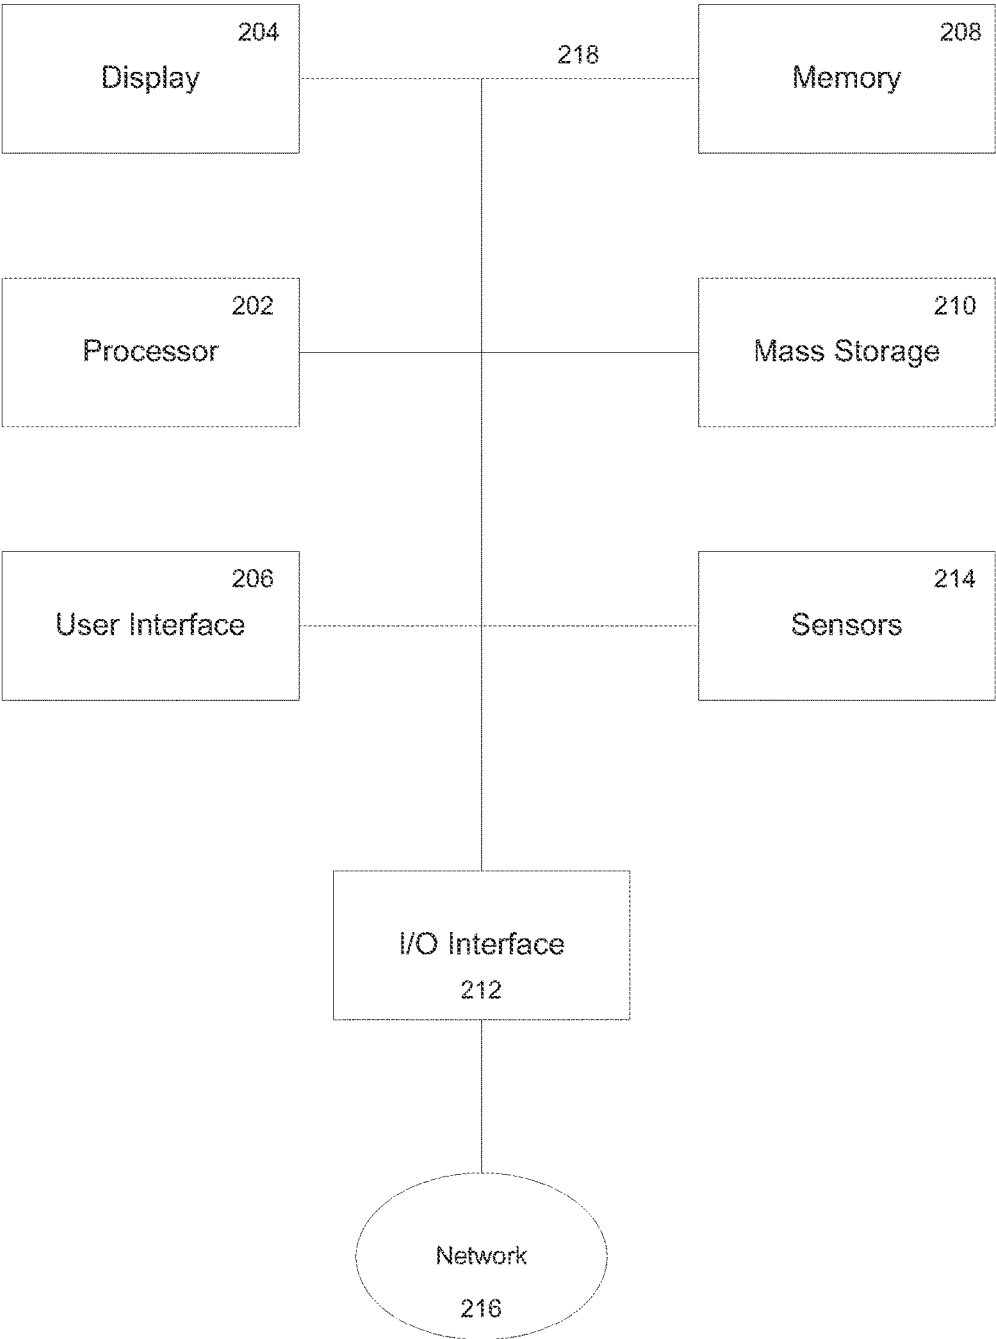 204
Display
218
208
Memory
202
Processor
210
Mass Storage
206
User Interface
214
Sensors
I/O Interface
212
Network
216